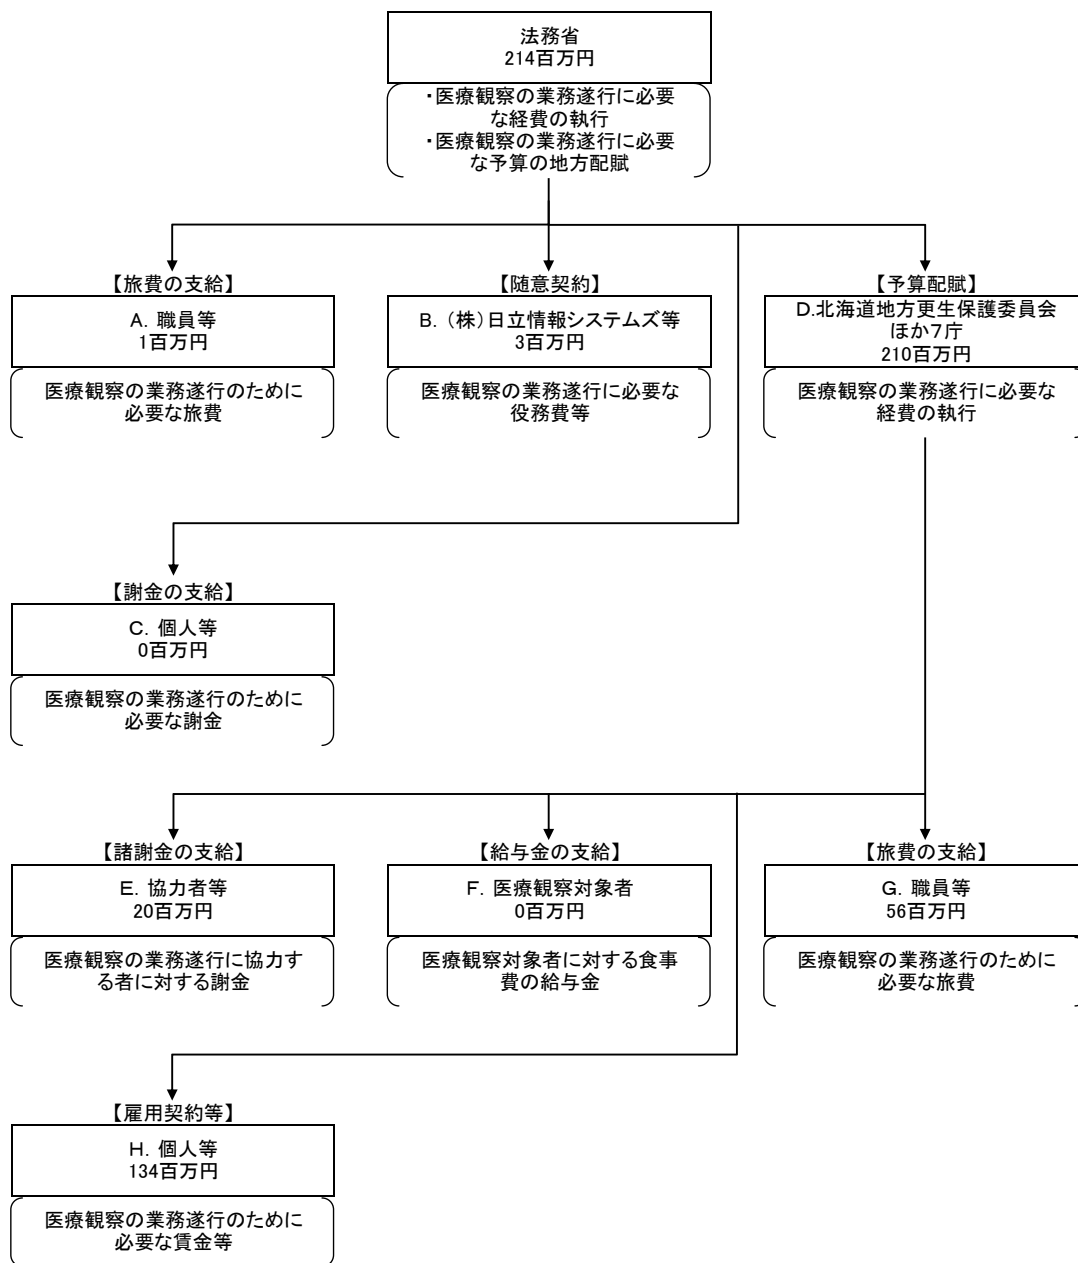 法務省
214百万円
・医療観察の業務遂行に必要
な経費の執行
・医療観察の業務遂行に必要
な予算の地方配賦
【旅費の支給】
A．職員等
1百万円
医療観察の業務遂行のために
必要な旅費
【随意契約】
B．（株）日立情報システムズ等
3百万円
医療観察の業務遂行に必要な
役務費等
【予算配賦】
D.北海道地方更生保護委員会
ほか7庁
210百万円
医療観察の業務遂行に必要な
経費の執行
【謝金の支給】
C．個人等
0百万円
医療観察の業務遂行のために
必要な謝金
【諸謝金の支給】
E．協力者等
20百万円
医療観察の業務遂行に協力す
る者に対する謝金
【給与金の支給】
F．医療観察対象者
0百万円
医療観察対象者に対する食事
費の給与金
【旅費の支給】
G．職員等
56百万円
医療観察の業務遂行のために
必要な旅費
【雇用契約等】
H．個人等
134百万円
医療観察の業務遂行のために
必要な賃金等